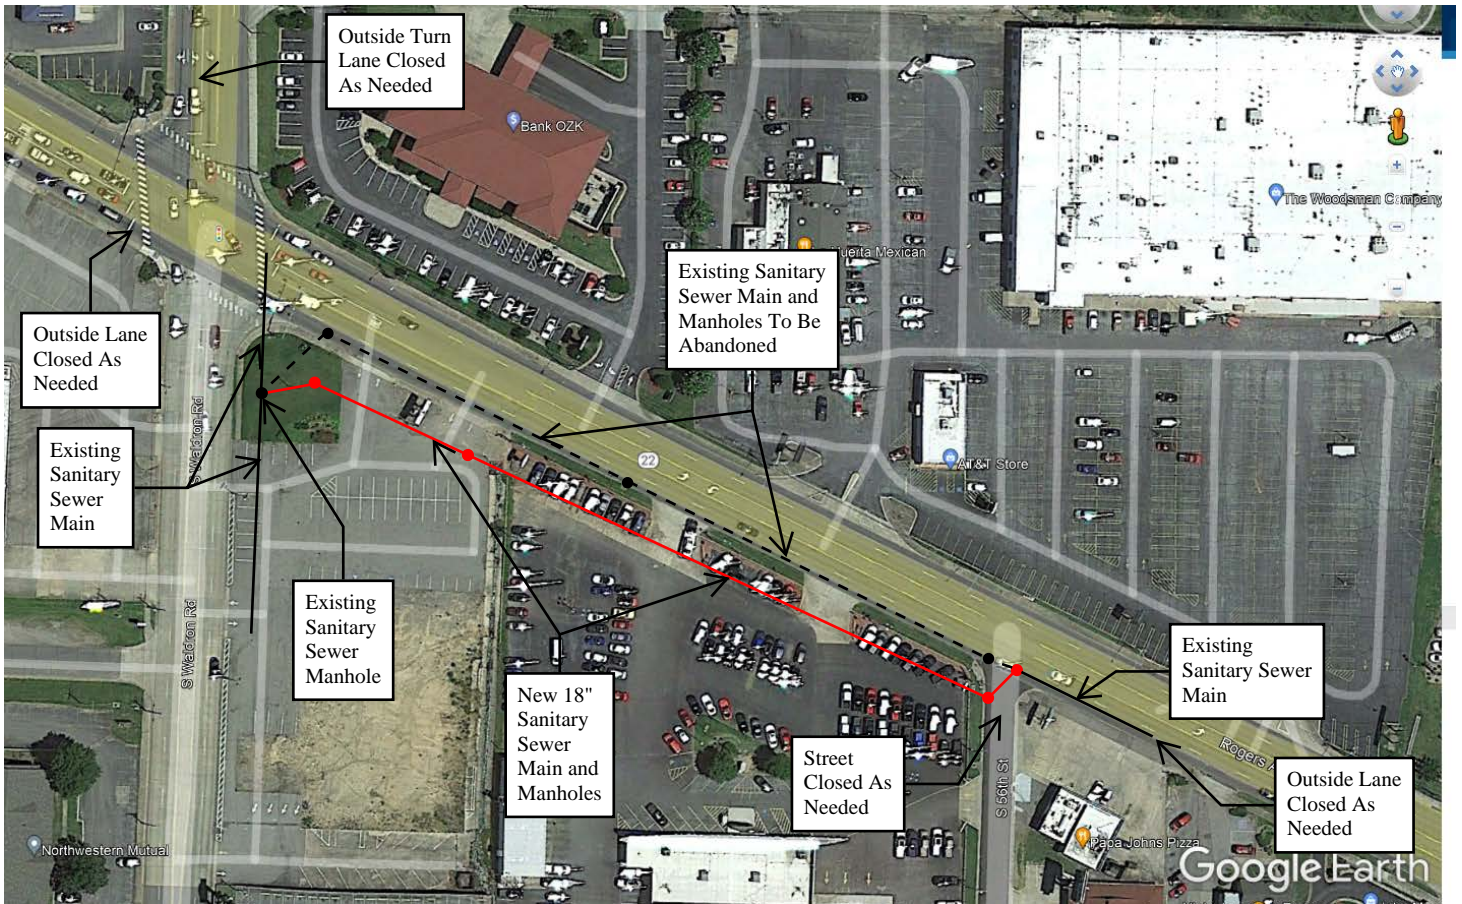 Outside Turn
Lane Closed
As Needed
Bank OZK
The Woodsman Company
Huerta Mexican
Existing Sanitary
Sewer Main and
Manholes To Be
Abandoned
Outside Lane
Closed As
Needed
S Waldron Rd
22
AT&T Store
Existing
Sanitary
Sewer
Main
Existing
Sanitary
Sewer
Manhole
S Waldron Rd
New 18"
Sanitary
Sewer
Main and
Manholes
Existing
Sanitary Sewer
Main
Street
Closed As
Needed
S 56th St
Rogers
Outside Lane
Closed As
Needed
Papa Johns Pizza
Northwestern Mutual
Google Earth